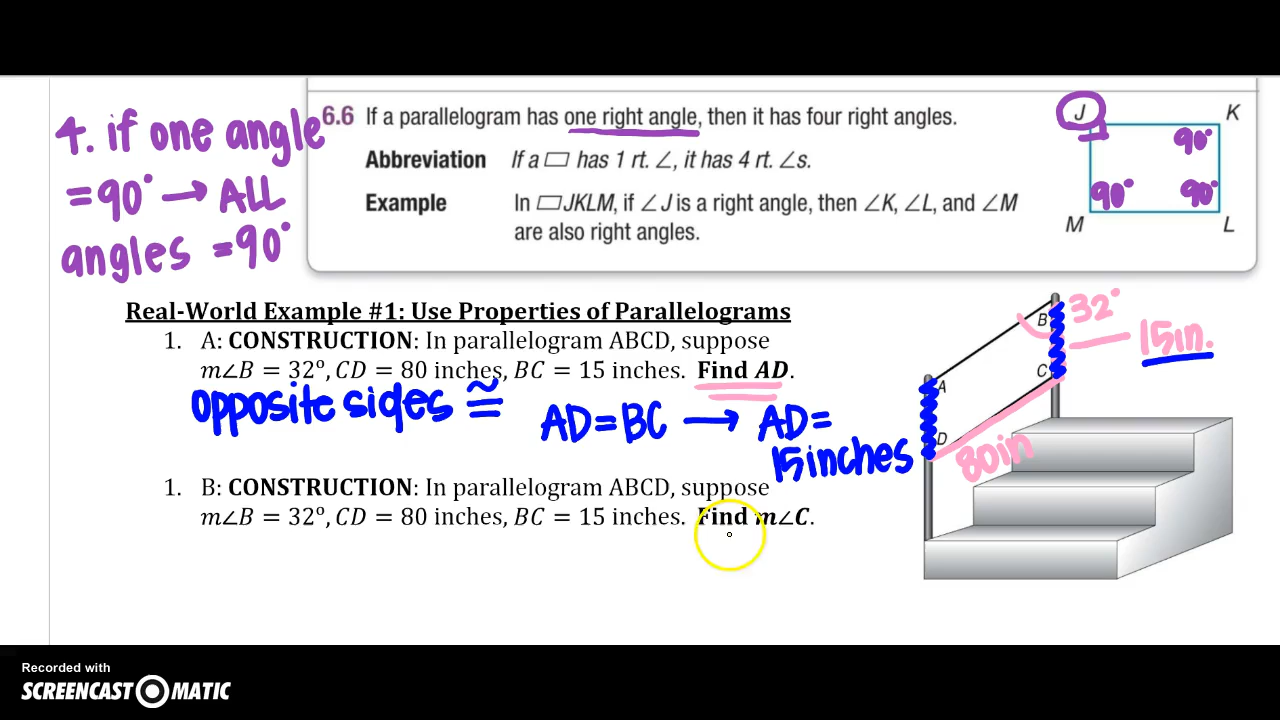 4. if one angle
= 90° → ALL
angles = 90°
6.6 If a parallelogram has one right angle, then it has four right angles.
Abbreviation If a ▱ has 1 rt. ∠, it has 4 rt. ∠s.
Example In ▱JKLM, if ∠J is a right angle, then ∠K, ∠L, and ∠M
are also right angles.
J K
90°
90° 90°
M L
Real-World Example #1: Use Properties of Parallelograms
1. A: CONSTRUCTION: In parallelogram ABCD, suppose
m∠B = 32°, CD = 80 inches, BC = 15 inches. Find AD.
opposite sides ≅
AD = BC → AD =
15 inches
1. B: CONSTRUCTION: In parallelogram ABCD, suppose
m∠B = 32°, CD = 80 inches, BC = 15 inches. Find m∠C.
32°
B
15in.
C
A
D
80in
Recorded with
SCREENCAST MATIC